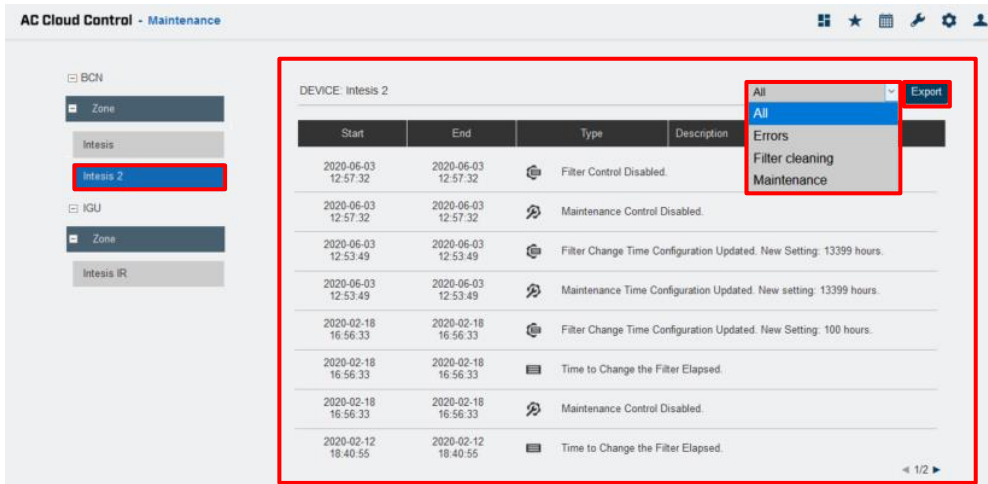 AC Cloud Control - Maintenance
BCN
Zone
Intesis
Intesis 2
IGU
Zone
Intesis IR
DEVICE: Intesis 2
All
Export
All
Errors
Filter cleaning
Maintenance
Start End Type Description
2020-06-03 2020-06-03
12:57:32 12:57:32
Filter Control Disabled.
2020-06-03 2020-06-03
12:57:32 12:57:32
Maintenance Control Disabled.
2020-06-03 2020-06-03
12:53:49 12:53:49
Filter Change Time Configuration Updated. New Setting: 13399 hours.
2020-06-03 2020-06-03
12:53:49 12:53:49
Maintenance Time Configuration Updated. New setting: 13399 hours.
2020-02-18 2020-02-18
16:56:33 16:56:33
Filter Change Time Configuration Updated. New Setting: 100 hours.
2020-02-18 2020-02-18
16:56:33 16:56:33
Time to Change the Filter Elapsed.
2020-02-18 2020-02-18
16:56:33 16:56:33
Maintenance Control Disabled.
2020-02-12 2020-02-12
18:40:55 18:40:55
Time to Change the Filter Elapsed.
1/2